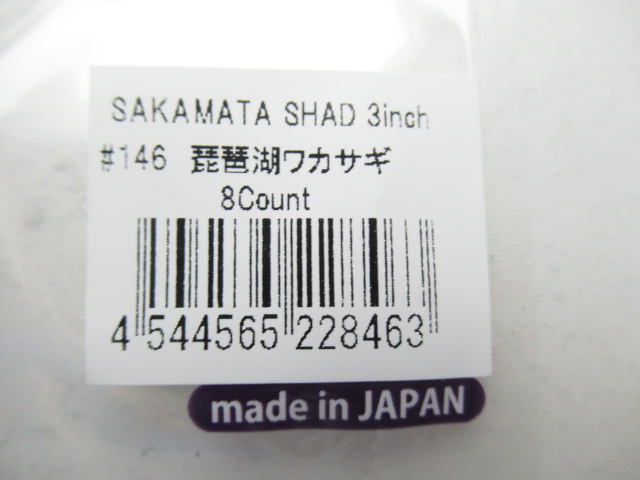 SAKAMATA SHAD 3inch
#146 琵琶湖ワカサギ
8Count
4 544565 228463
made in JAPAN